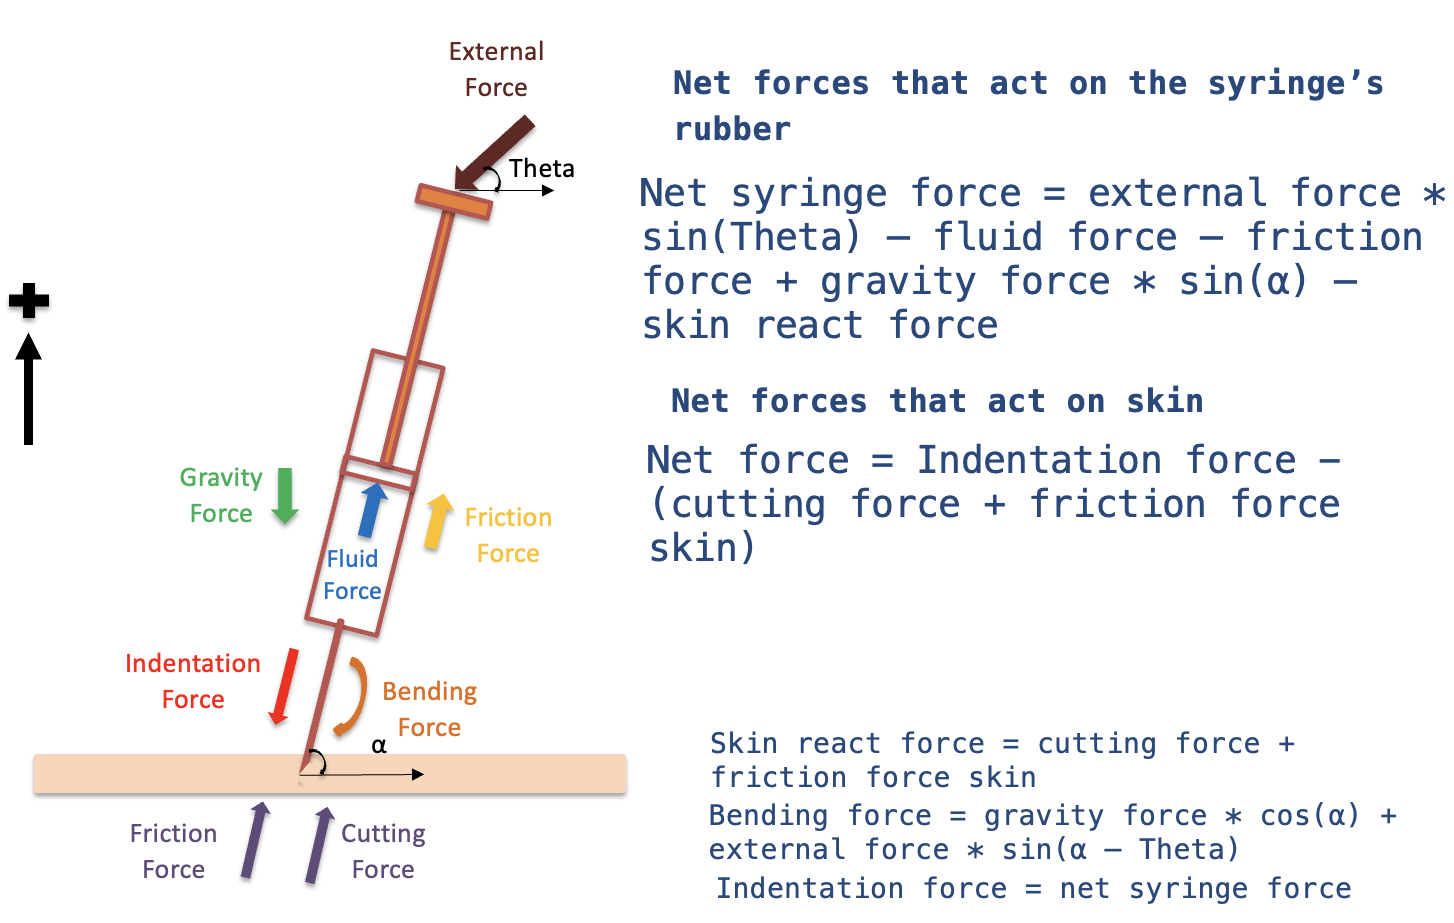 External
Force
Theta
Gravity
Force
Friction
Force
Fluid
Force
Indentation
Force
Bending
Force
α
Friction
Force
Cutting
Force
Net forces that act on the syringe’s
rubber
Net syringe force = external force *
sin(Theta) – fluid force – friction
force + gravity force * sin(α) –
skin react force
Net forces that act on skin
Net force = Indentation force –
(cutting force + friction force
skin)
Skin react force = cutting force +
friction force skin
Bending force = gravity force * cos(α) +
external force * sin(α – Theta)
Indentation force = net syringe force